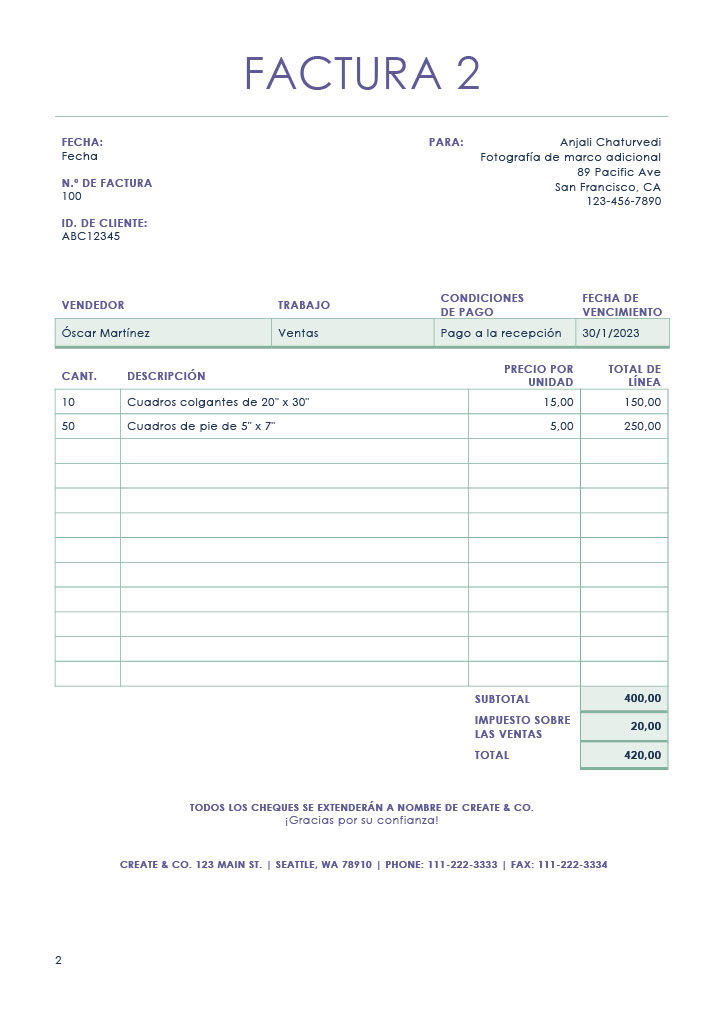 FACTURA 2
FECHA:
Fecha
N.º DE FACTURA
100
ID. DE CLIENTE:
ABC12345
PARA:
Anjali Chaturvedi
Fotografía de marco adicional
89 Pacific Ave
San Francisco, CA
123-456-7890
VENDEDOR TRABAJO CONDICIONES DE PAGO FECHA DE VENCIMIENTO
Óscar Martínez Ventas Pago a la recepción 30/1/2023
CANT. DESCRIPCIÓN PRECIO POR UNIDAD TOTAL DE LÍNEA
10 Cuadros colgantes de 20" x 30" 15,00 150,00
50 Cuadros de pie de 5" x 7" 5,00 250,00
SUBTOTAL 400,00
IMPUESTO SOBRE LAS VENTAS 20,00
TOTAL 420,00
TODOS LOS CHEQUES SE EXTENDERÁN A NOMBRE DE CREATE & CO.
¡Gracias por su confianza!
CREATE & CO. 123 MAIN ST. | SEATTLE, WA 78910 | PHONE: 111-222-3333 | FAX: 111-222-3334
2